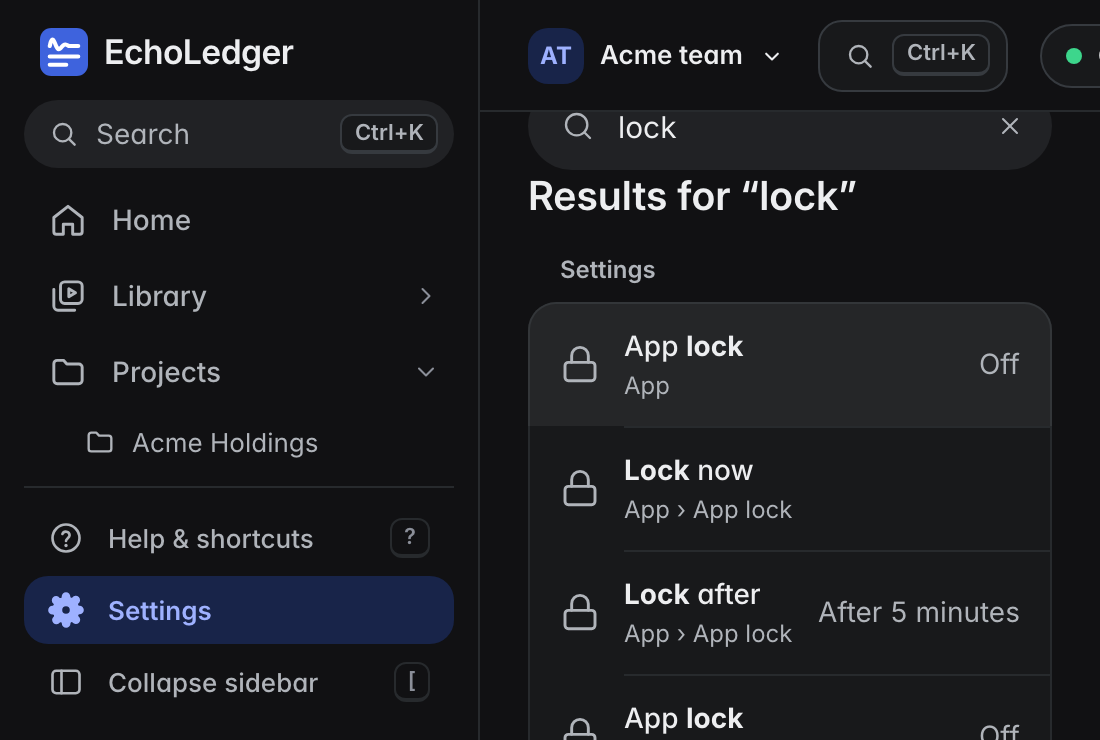 EchoLedger
Search Ctrl+K
Home
Library
Projects
Acme Holdings
Help & shortcuts ?
Settings
Collapse sidebar [
AT Acme team Ctrl+K
lock
Results for “lock”
Settings
App lock
App
Off
Lock now
App › App lock
Lock after
App › App lock
After 5 minutes
App lock
Off